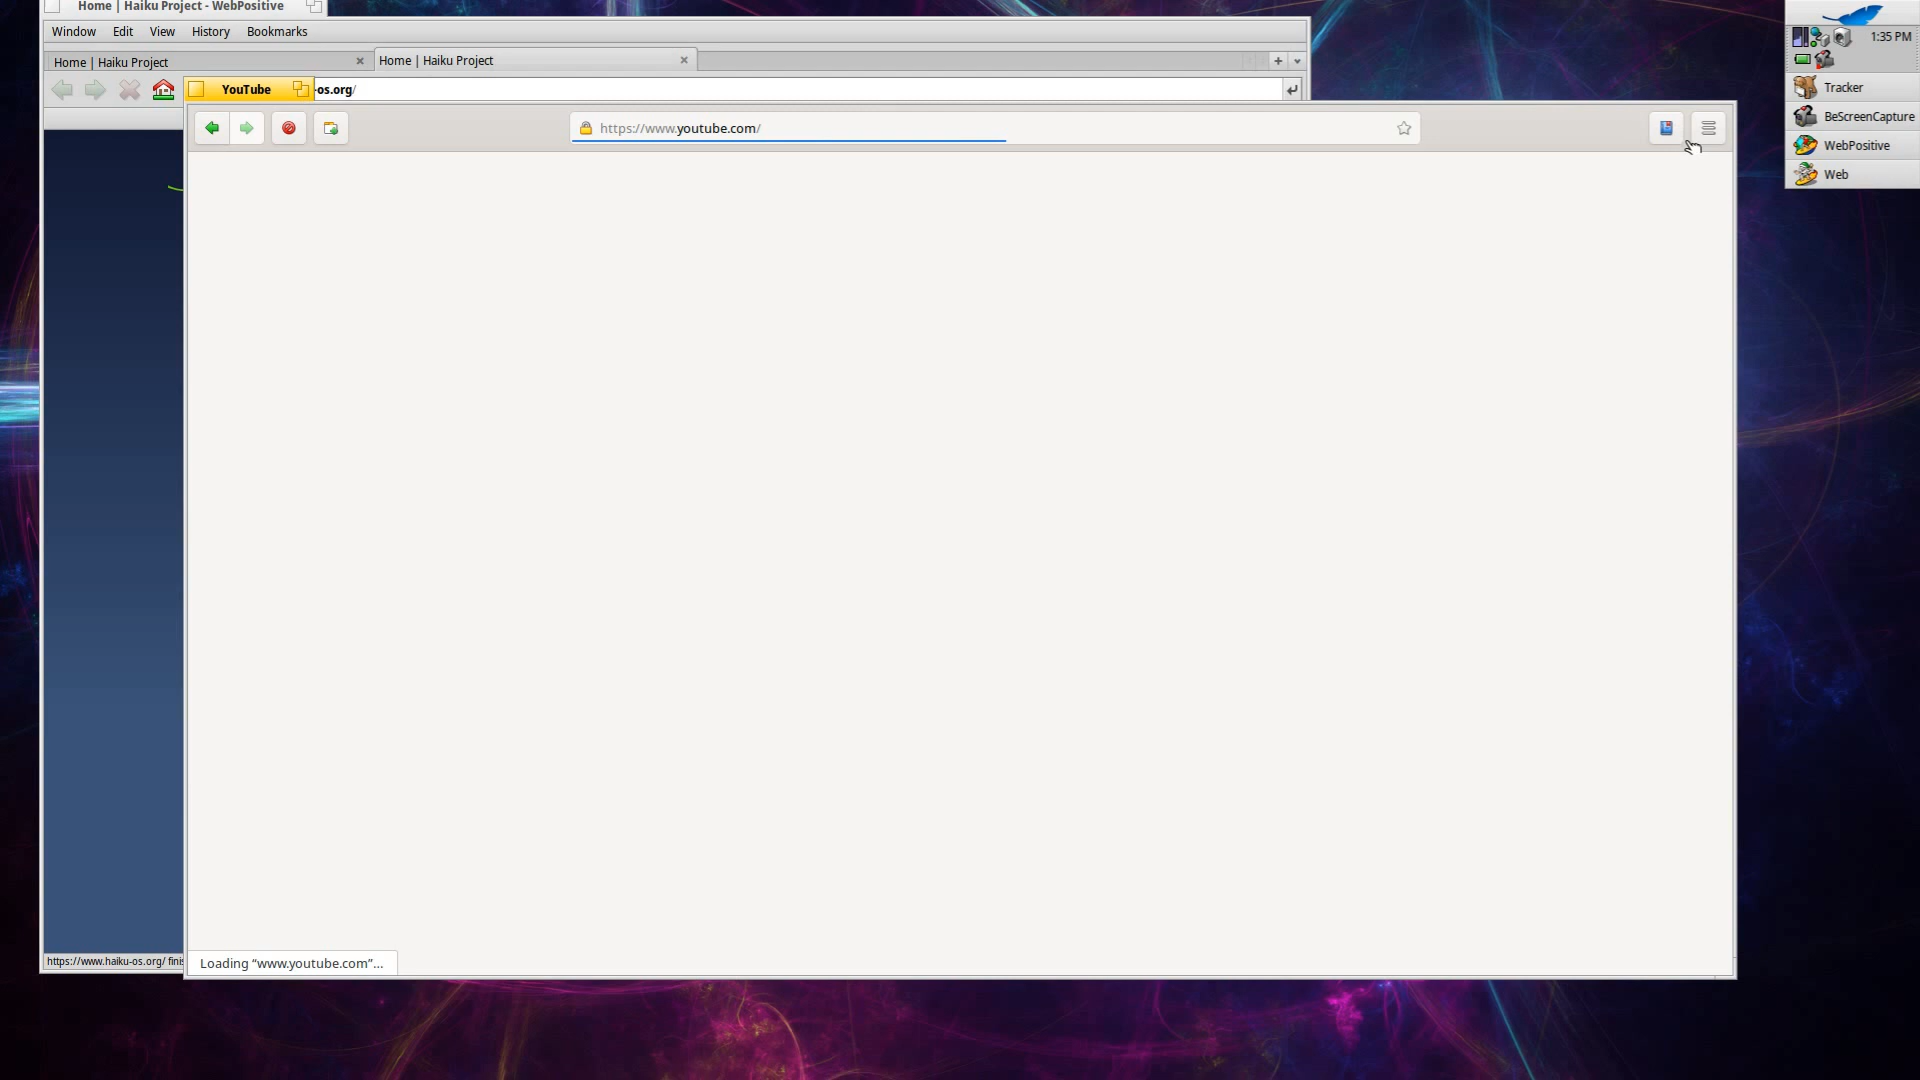 Home | Haiku Project - WebPositive
Window Edit View History Bookmarks
Home | Haiku Project
Home | Haiku Project
YouTube
-os.org/
https://www.youtube.com/
1:35 PM
Tracker
BeScreenCapture
WebPositive
Web
https://www.haiku-os.org/ finis
Loading “www.youtube.com”...